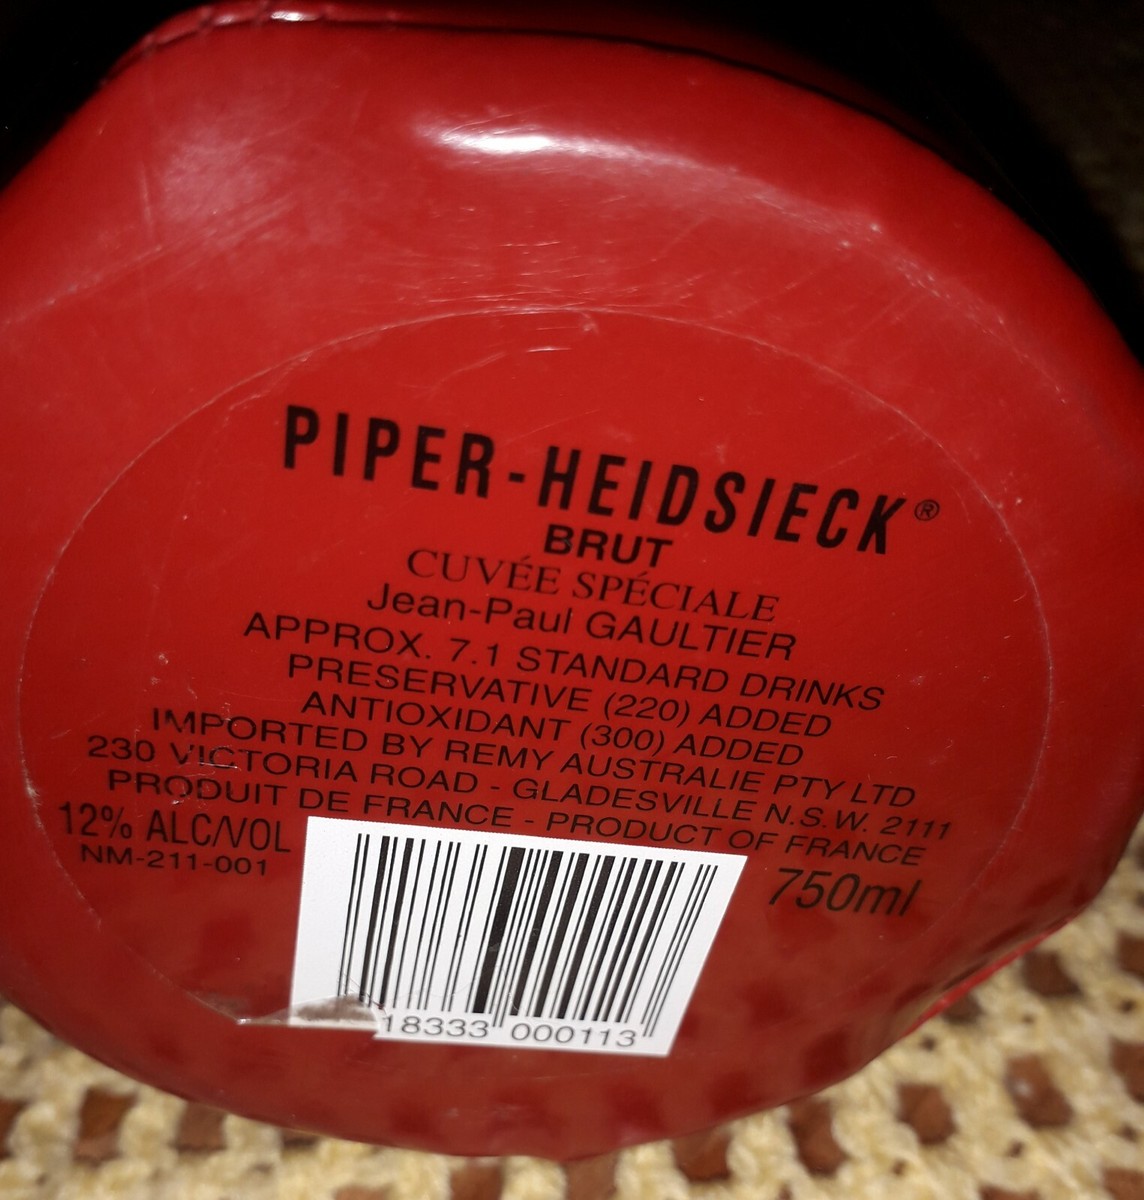 PIPER-HEIDSIECK®
BRUT
CUVÉE SPÉCIALE
Jean-Paul GAULTIER
APPROX. 7.1 STANDARD DRINKS
PRESERVATIVE (220) ADDED
ANTIOXIDANT (300) ADDED
IMPORTED BY REMY AUSTRALIE PTY LTD
230 VICTORIA ROAD - GLADESVILLE N.S.W. 2111
PRODUIT DE FRANCE - PRODUCT OF FRANCE
12% ALC/VOL
NM-211-001
750ml
18333 000113